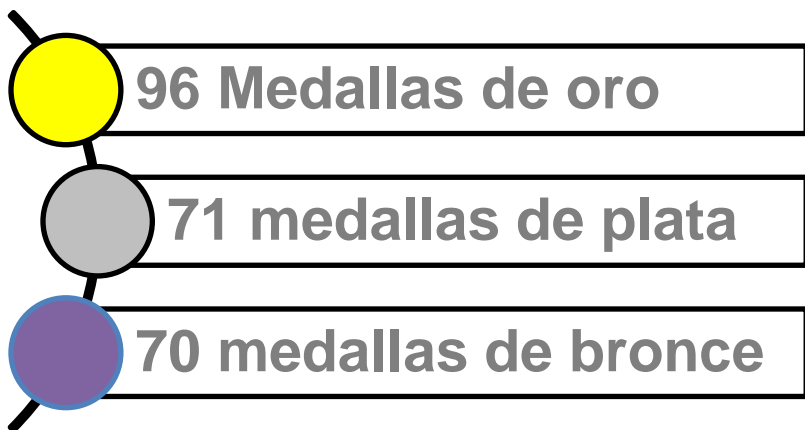 96 Medallas de oro
71 medallas de plata
70 medallas de bronce